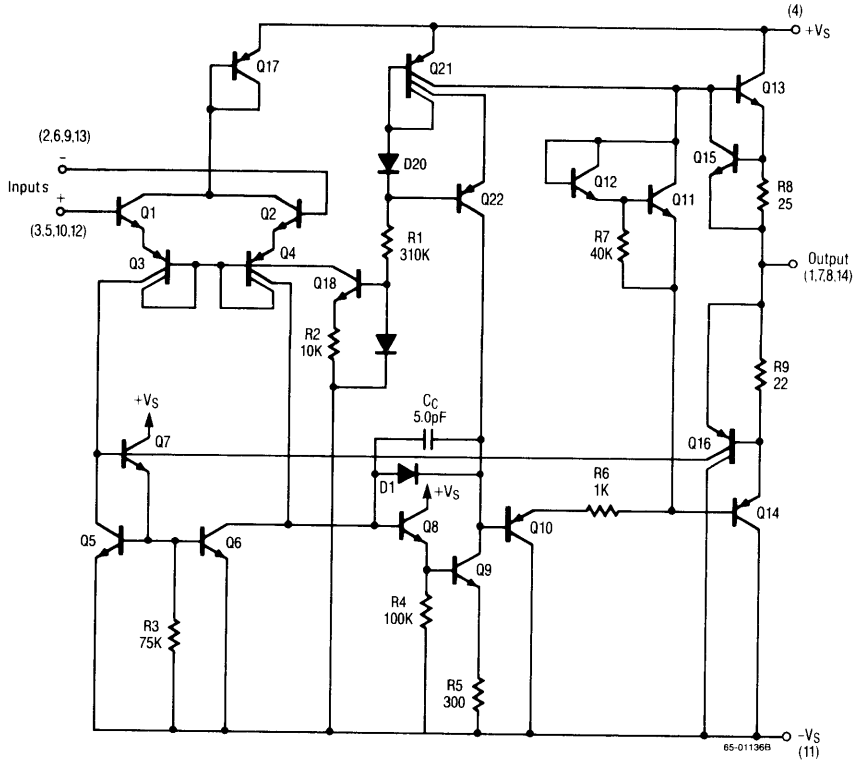 (4)
+VS
Q17
Q21
Q13
(2,6,9,13)
–
D20
Q15
Inputs
+
Q12
R8
25
Q1
Q2
Q22
Q11
(3.5,10,12)
R1
310K
R7
40K
Output
(1,7,8,14)
Q3
Q4
Q18
R2
10K
R9
22
+VS
CC
5.0pF
Q7
Q16
R6
1K
D1
+VS
Q5
Q6
Q8
Q10
Q14
Q9
R3
75K
R4
100K
R5
300
–VS
(11)
65-01136B